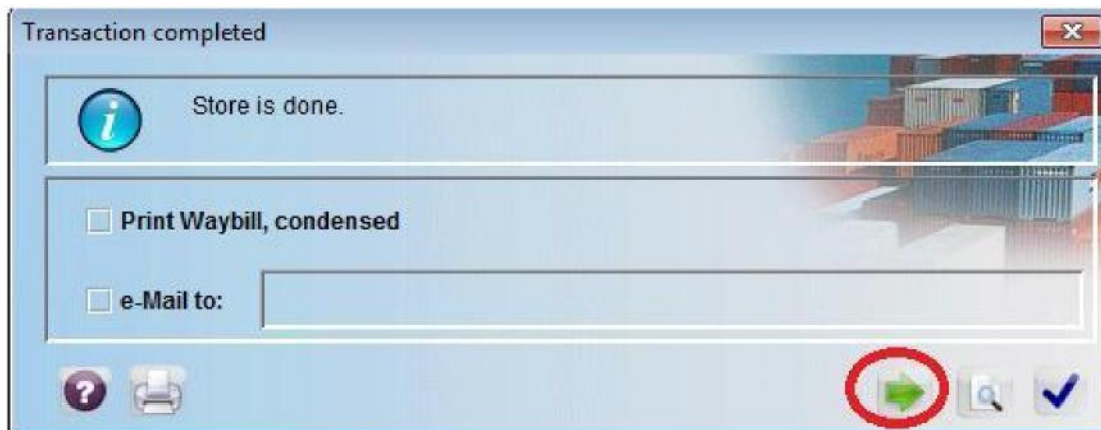 Transaction completed
Store is done.
Print Waybill, condensed
e-Mail to: